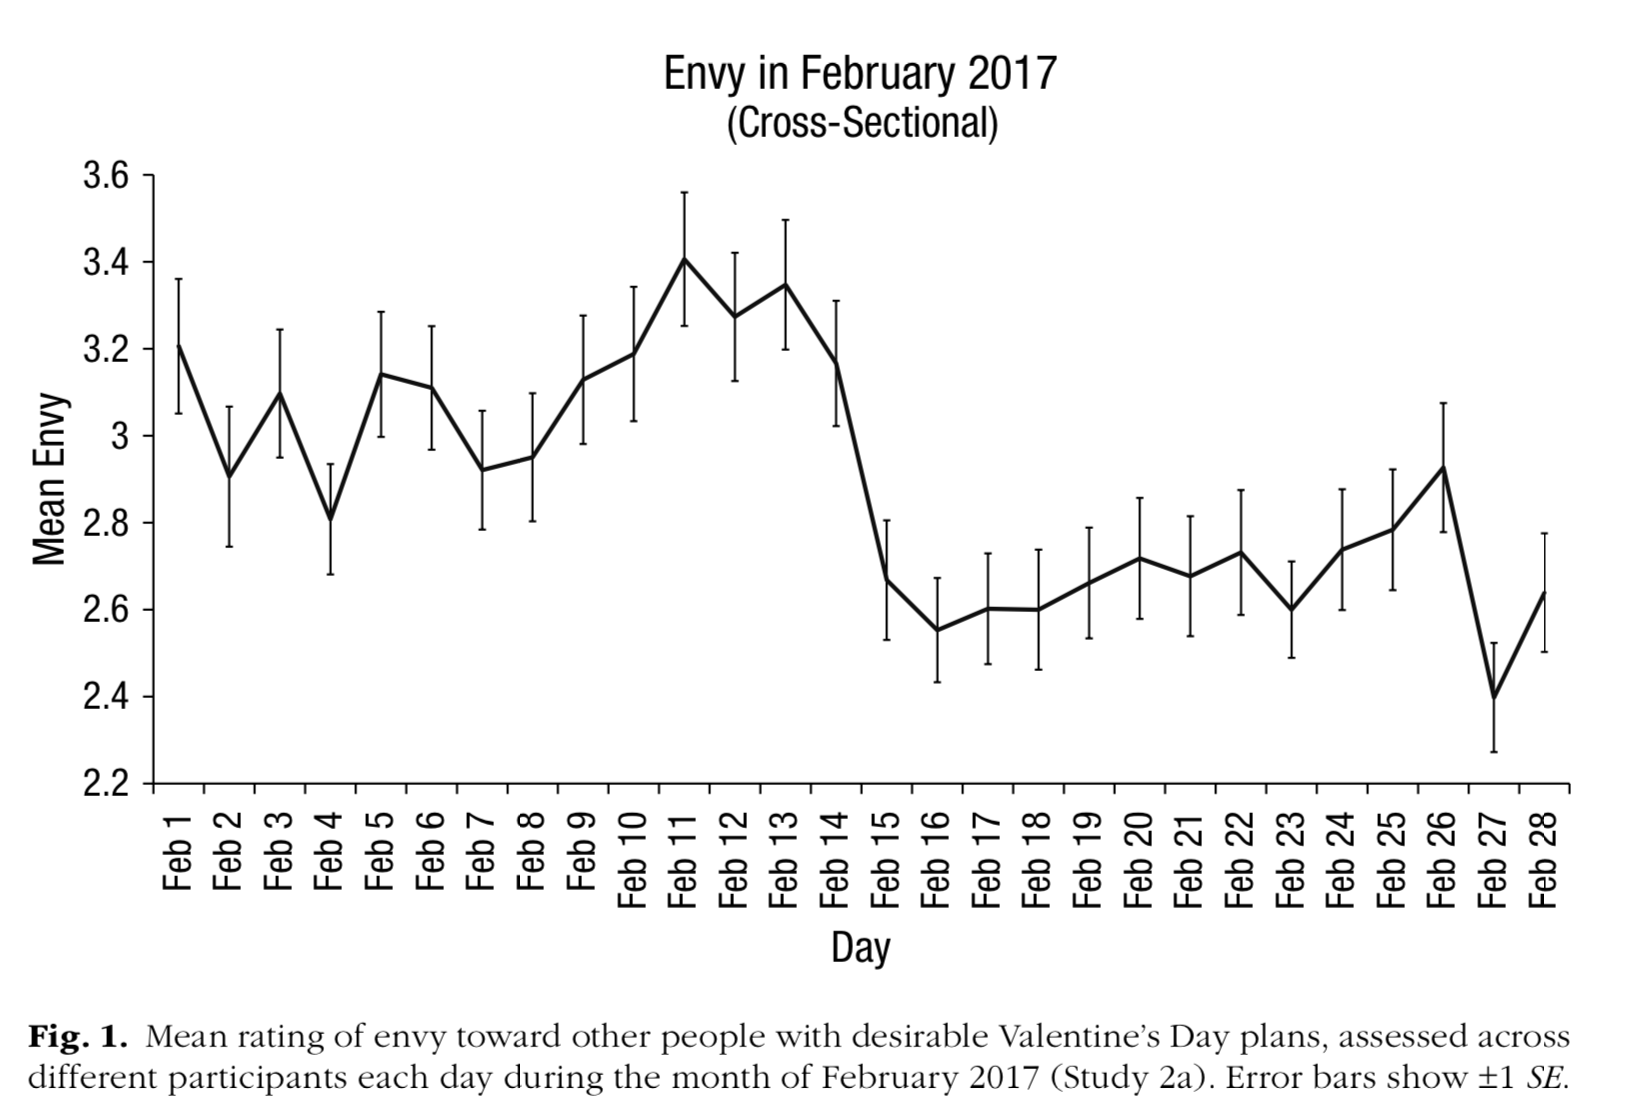 Envy in February 2017
(Cross-Sectional)
3.6
3.4
3.2
3
2.8
2.6
2.4
2.2
Mean Envy
Feb 1
Feb 2
Feb 3
Feb 4
Feb 5
Feb 6
Feb 7
Feb 8
Feb 9
Feb 10
Feb 11
Feb 12
Feb 13
Feb 14
Feb 15
Feb 16
Feb 17
Feb 18
Feb 19
Feb 20
Feb 21
Feb 22
Feb 23
Feb 24
Feb 25
Feb 26
Feb 27
Feb 28
Day
Fig. 1. Mean rating of envy toward other people with desirable Valentine’s Day plans, assessed across
different participants each day during the month of February 2017 (Study 2a). Error bars show ±1 SE.